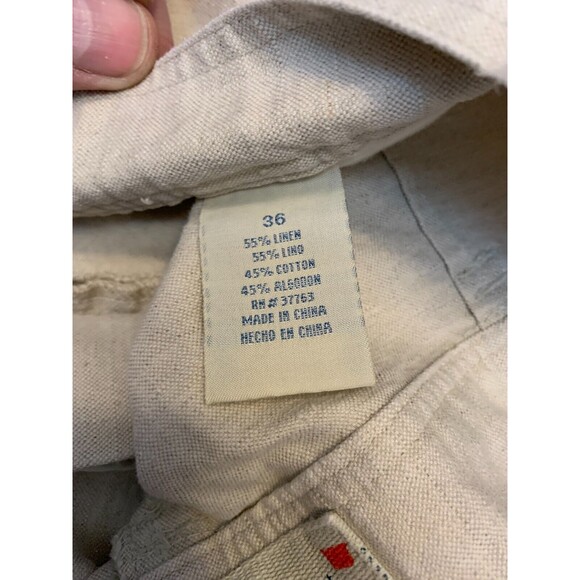 36
55% LINEN
55% LINO
45% COTTON
45% ALGODON
RN# 37763
MADE IN CHINA
HECHO EN CHINA